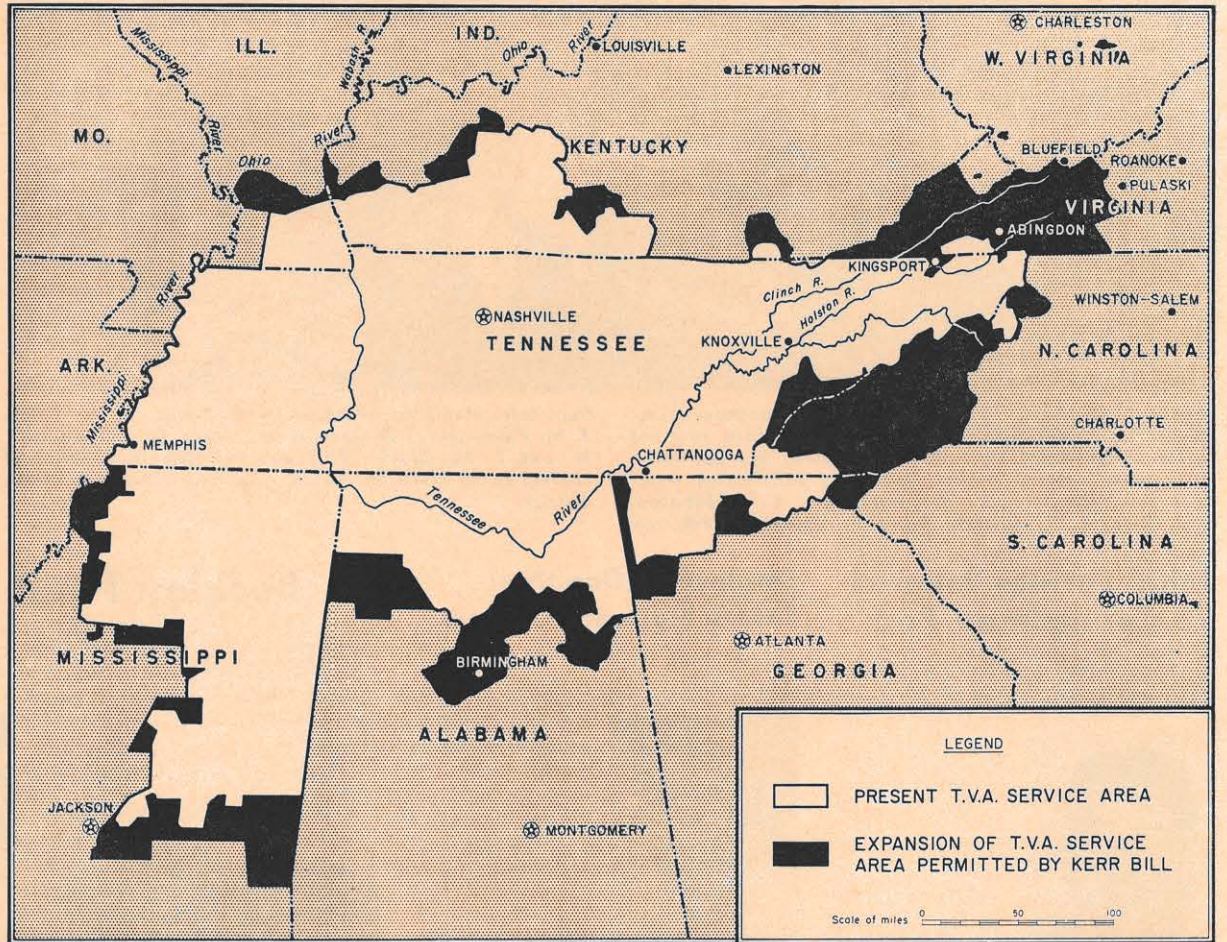 CHARLESTON
ILL.
IND.
Mississippi
River
Wabash R.
Ohio
River
LOUISVILLE
LEXINGTON
W. VIRGINIA
MO.
Ohio
River
KENTUCKY
BLUEFIELD
ROANOKE
PULASKI
VIRGINIA
ABINGDON
KINGSPORT
River
Clinch R.
Holston R.
NASHVILLE
TENNESSEE
KNOXVILLE
WINSTON-SALEM
N. CAROLINA
ARK.
Mississippi
MEMPHIS
CHATTANOOGA
CHARLOTTE
Tennessee
River
S. CAROLINA
COLUMBIA
ATLANTA
GEORGIA
MISSISSIPPI
BIRMINGHAM
ALABAMA
JACKSON
MONTGOMERY
LEGEND
PRESENT T.V.A. SERVICE AREA
EXPANSION OF T.V.A. SERVICE
AREA PERMITTED BY KERR BILL
Scale of miles 0 50 100